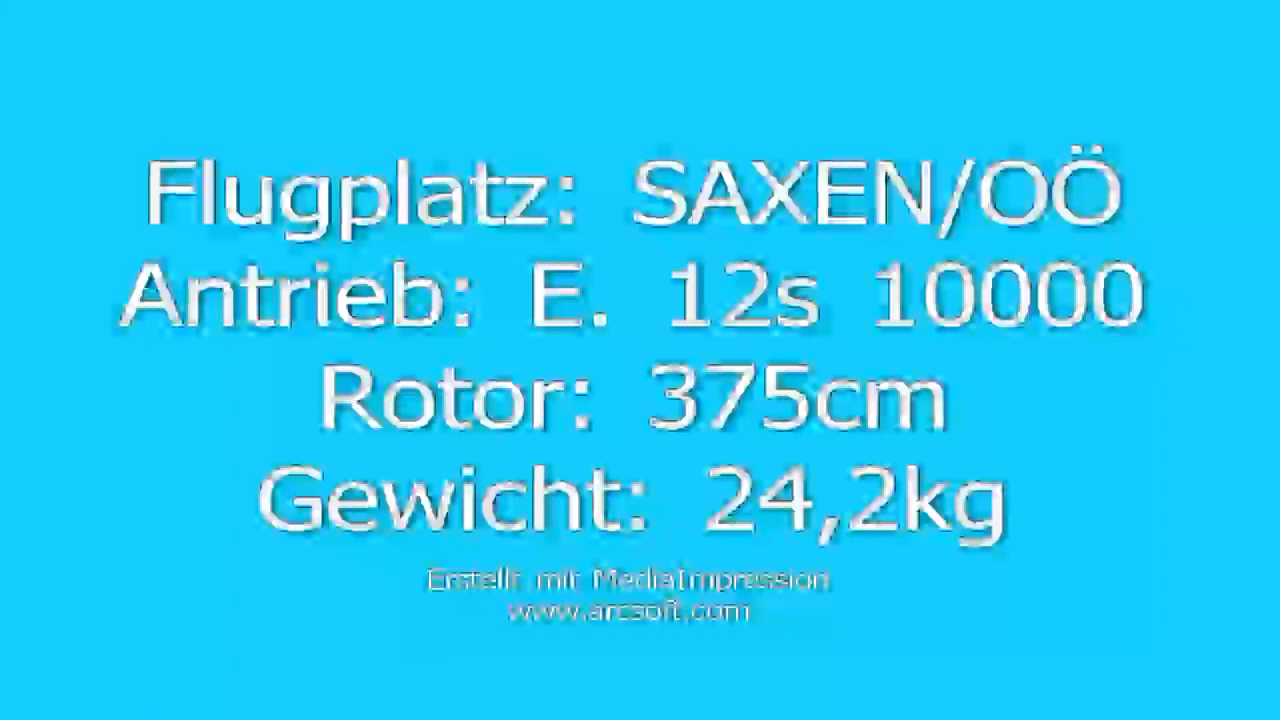 Flugplatz: SAXEN/OÖ
Antrieb: E. 12s 10000
Rotor: 375cm
Gewicht: 24,2kg
Erstellt mit MediaImpression
www.arcsoft.com